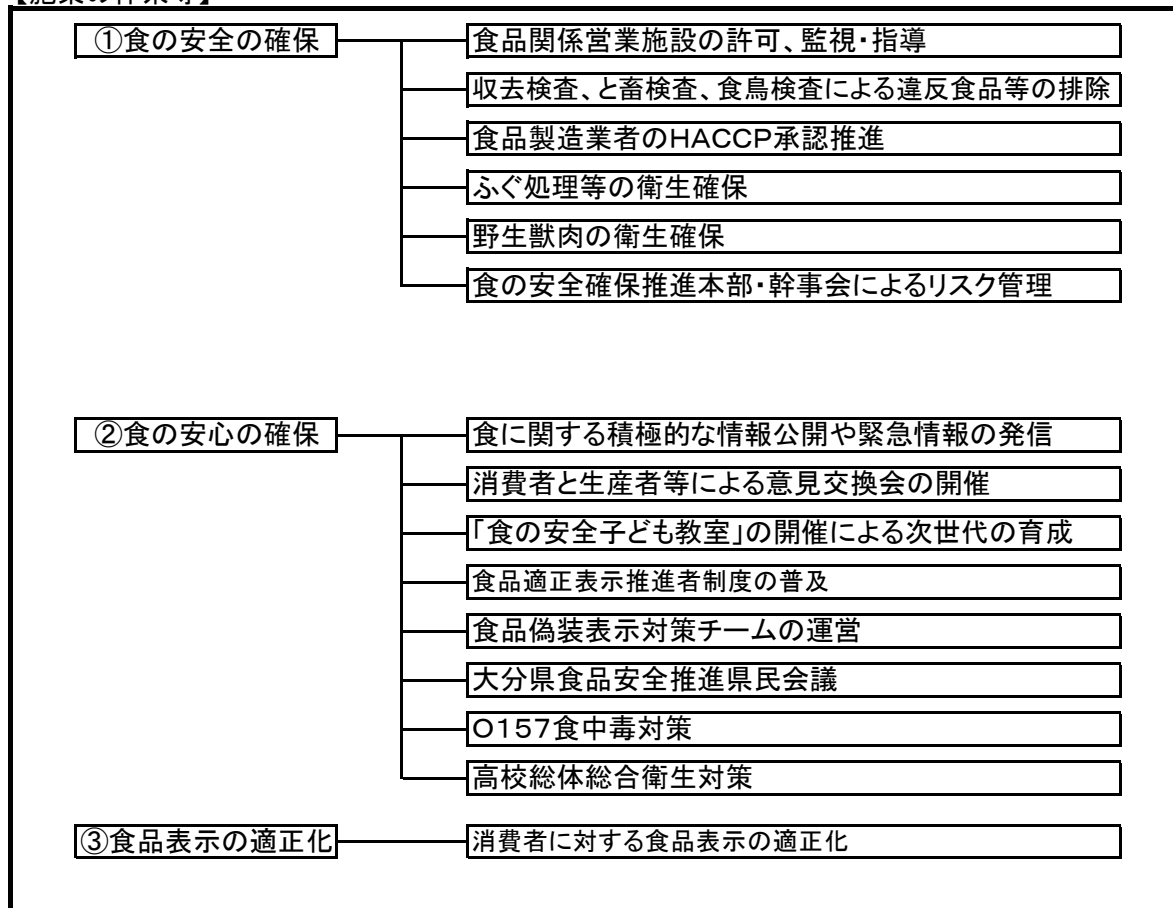 ①食の安全の確保
食品関係営業施設の許可、監視・指導
収去検査、と畜検査、食鳥検査による違反食品等の排除
食品製造業者のHACCP承認推進
ふぐ処理等の衛生確保
野生獣肉の衛生確保
食の安全確保推進本部・幹事会によるリスク管理
②食の安心の確保
食に関する積極的な情報公開や緊急情報の発信
消費者と生産者等による意見交換会の開催
「食の安全子ども教室」の開催による次世代の育成
食品適正表示推進者制度の普及
食品偽装表示対策チームの運営
大分県食品安全推進県民会議
O157食中毒対策
高校総体総合衛生対策
③食品表示の適正化
消費者に対する食品表示の適正化